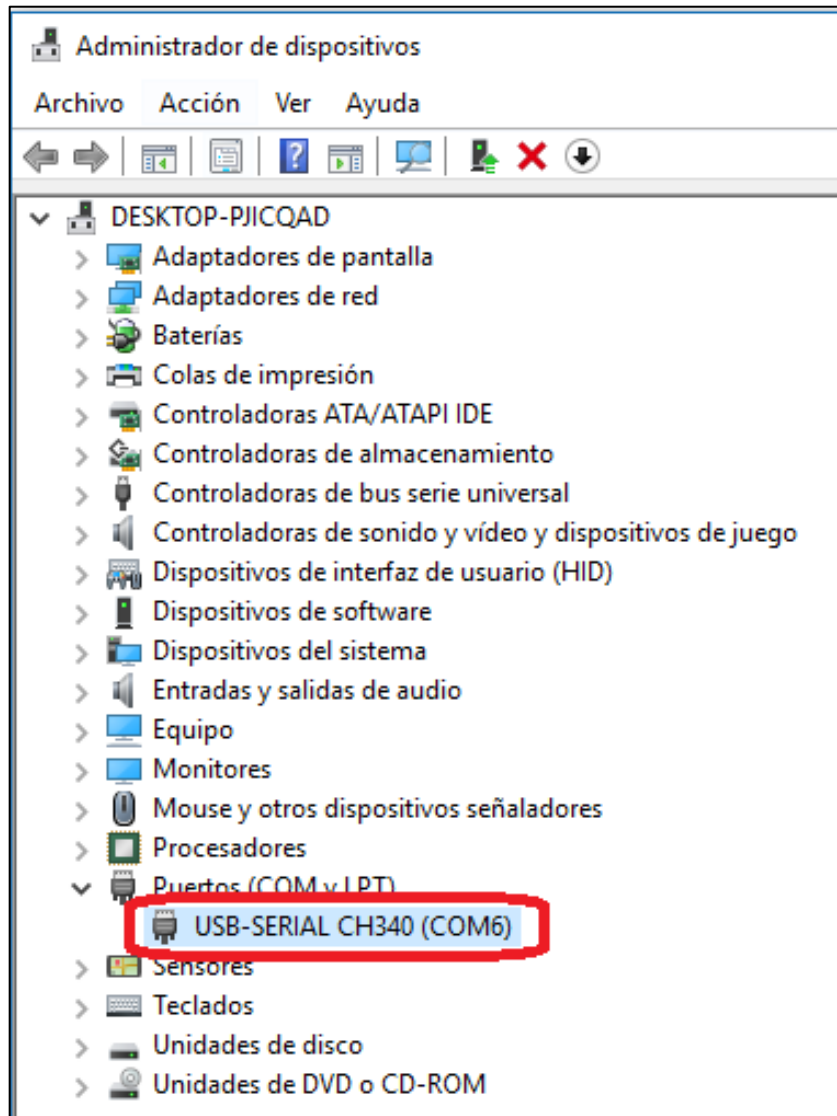 Administrador de dispositivos
Archivo Acción Ver Ayuda
DESKTOP-PJICQAD
Adaptadores de pantalla
Adaptadores de red
Baterías
Colas de impresión
Controladoras ATA/ATAPI IDE
Controladoras de almacenamiento
Controladoras de bus serie universal
Controladoras de sonido y vídeo y dispositivos de juego
Dispositivos de interfaz de usuario (HID)
Dispositivos de software
Dispositivos del sistema
Entradas y salidas de audio
Equipo
Monitores
Mouse y otros dispositivos señaladores
Procesadores
Puertos (COM y LPT)
USB-SERIAL CH340 (COM6)
Sensores
Teclados
Unidades de disco
Unidades de DVD o CD-ROM